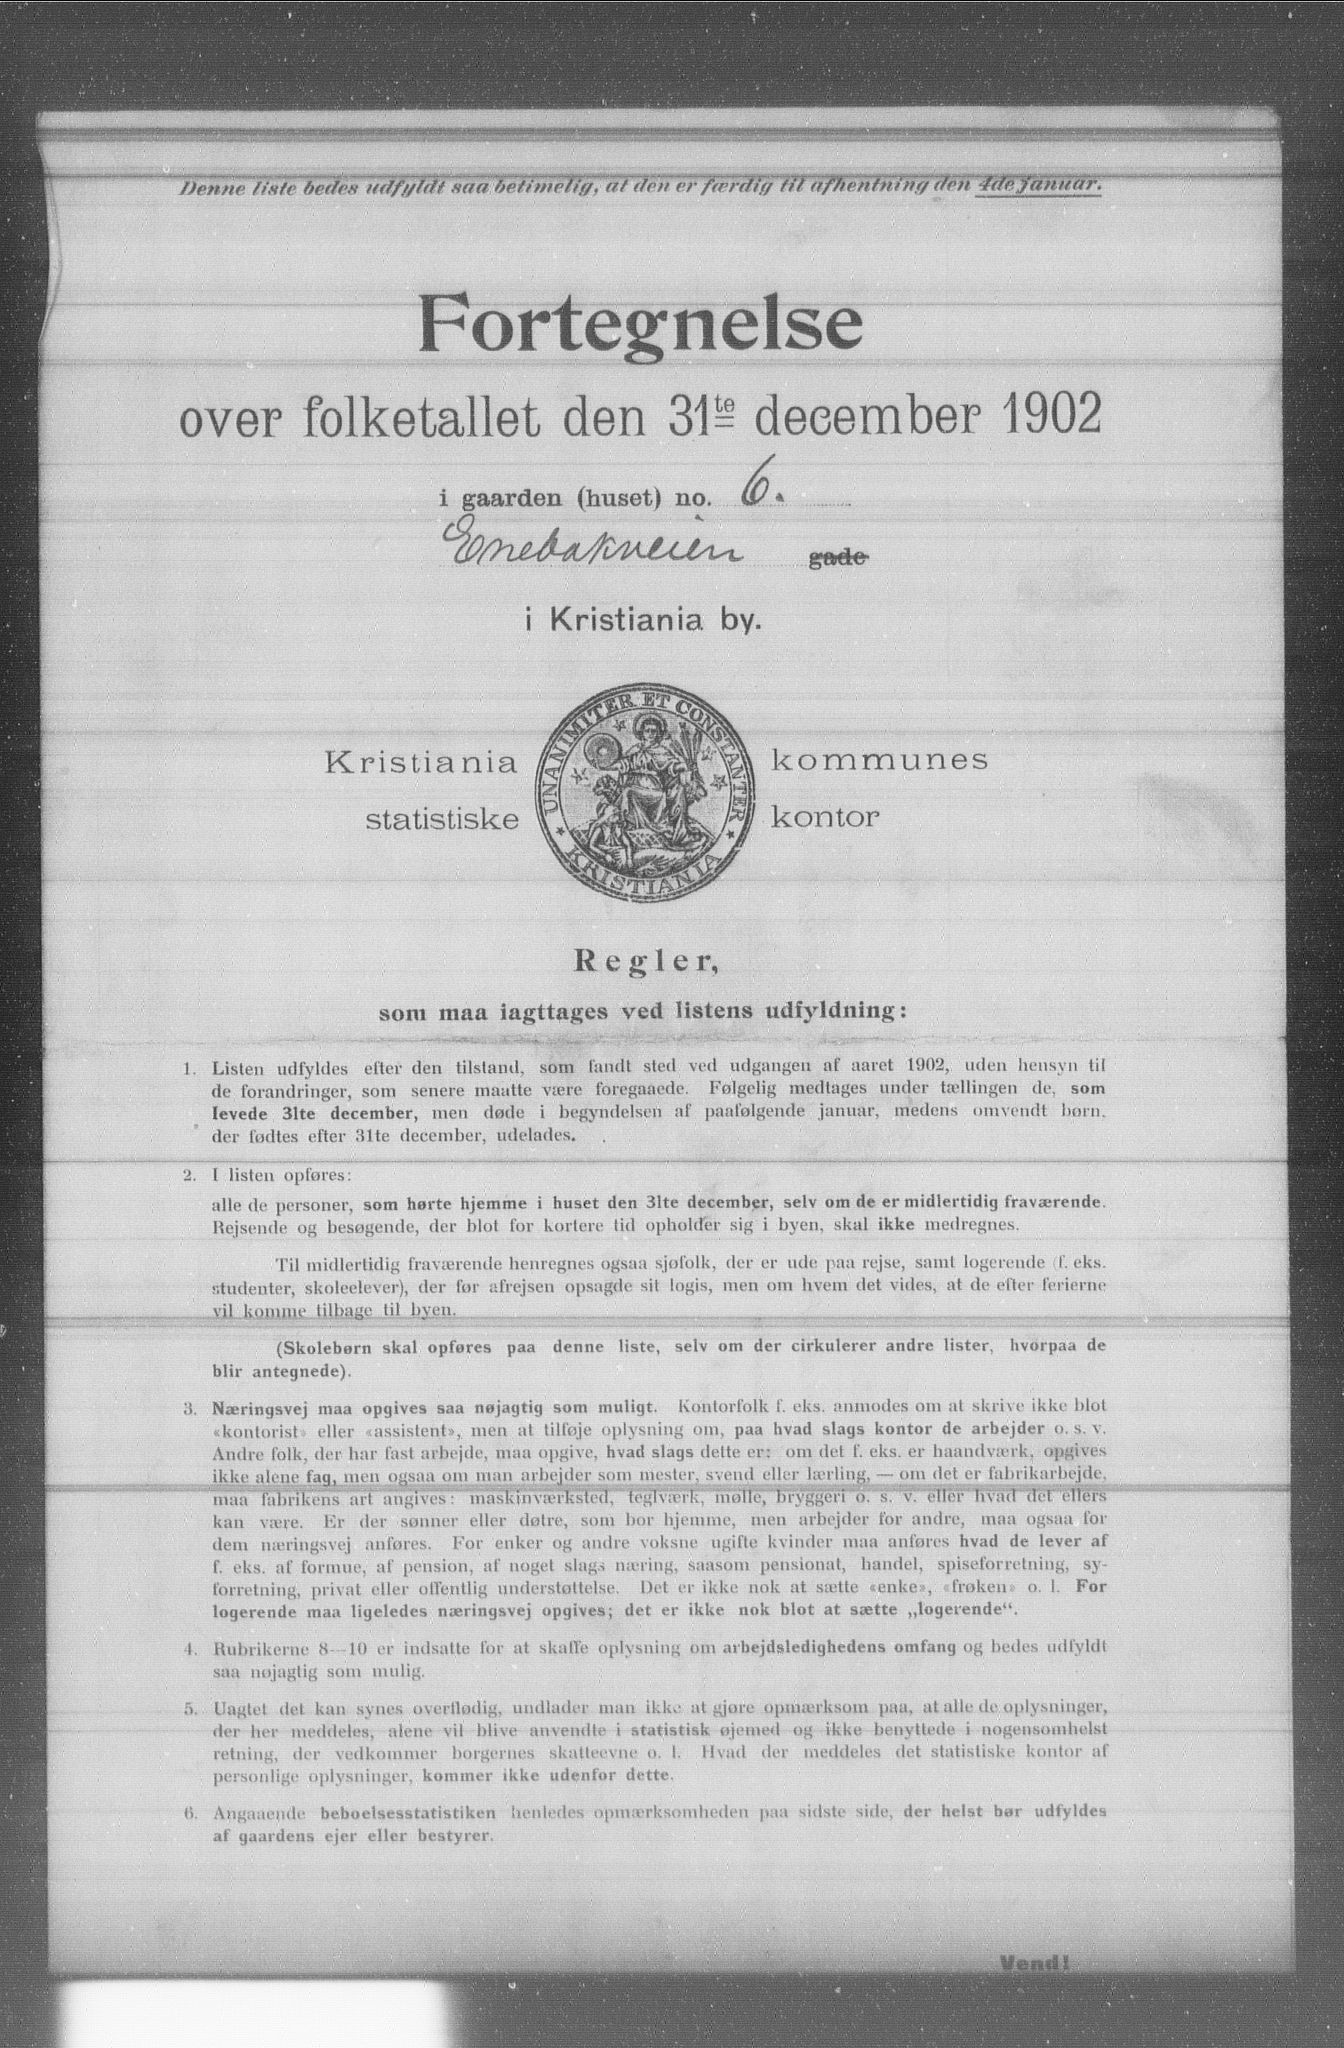 Denne liste bedes udfyldt saa betimelig, at den er færdig til afhentning den 4de januar.
Fortegnelse
over folketallet den 31te december 1902
i gaarden (huset) no. 6.
Enebakveien gade
i Kristiania by.
UNANIMITER ET CONSTANTER
KRISTIANIA
Kristiania kommunes
statistiske kontor
Regler,
som maa iagttages ved listens udfyldning:
1. Listen udfyldes efter den tilstand, som fandt sted ved udgangen af aaret 1902, uden hensyn til
de forandringer, som senere maatte være foregaaede. Følgelig medtages under tællingen de, som
levede 31te december, men døde i begyndelsen af paafølgende januar, medens omvendt børn,
der fødtes efter 31te december, udelades.
2. I listen opføres:
alle de personer, som hørte hjemme i huset den 31te december, selv om de er midlertidig fraværende.
Rejsende og besøgende, der blot for kortere tid opholder sig i byen, skal ikke medregnes.
Til midlertidig fraværende henregnes ogsaa sjøfolk, der er ude paa rejse, samt logerende (f. eks.
studenter, skoleelever), der før afrejsen opsagde sit logis, men om hvem det vides, at de efter ferierne
vil komme tilbage til byen.
(Skolebørn skal opføres paa denne liste, selv om der cirkulerer andre lister, hvorpaa de
blir antegnede).
3. Næringsvej maa opgives saa nøjagtig som muligt. Kontorfolk f. eks. anmodes om at skrive ikke blot
«kontorist» eller «assistent», men at tilføje oplysning om, paa hvad slags kontor de arbejder o. s. v.
Andre folk, der har fast arbejde, maa opgive, hvad slags dette er: om det f. eks. er haandværk, opgives
ikke alene fag, men ogsaa om man arbejder som mester, svend eller lærling, — om det er fabrikarbejde,
maa fabrikens art angives: maskinværksted, teglværk, mølle, bryggeri o. s. v. eller hvad det ellers
kan være. Er der sønner eller døtre, som bor hjemme, men arbejder for andre, maa ogsaa for
dem næringsvej anføres. For enker og andre voksne ugifte kvinder maa anføres hvad de lever af
f. eks. af formue, af pension, af noget slags næring, saasom pensionat, handel, spiseforretning, sy-
forretning, privat eller offentlig understøttelse. Det er ikke nok at sætte «enke», «frøken» o. l. For
logerende maa ligeledes næringsvej opgives; det er ikke nok blot at sætte „logerende“.
4. Rubrikerne 8—10 er indsatte for at skaffe oplysning om arbejdsledighedens omfang og bedes udfyldt
saa nøjagtig som mulig.
5. Uagtet det kan synes overflødig, undlader man ikke at gjøre opmærksom paa, at alle de oplysninger,
der her meddeles, alene vil blive anvendte i statistisk øjemed og ikke benyttede i nogensomhelst
retning, der vedkommer borgernes skatteevne o. l. Hvad der meddeles det statistiske kontor af
personlige oplysninger, kommer ikke udenfor dette.
6. Angaaende beboelsesstatistiken henledes opmærksomheden paa sidste side, der helst bør udfyldes
af gaardens ejer eller bestyrer.
Vend!